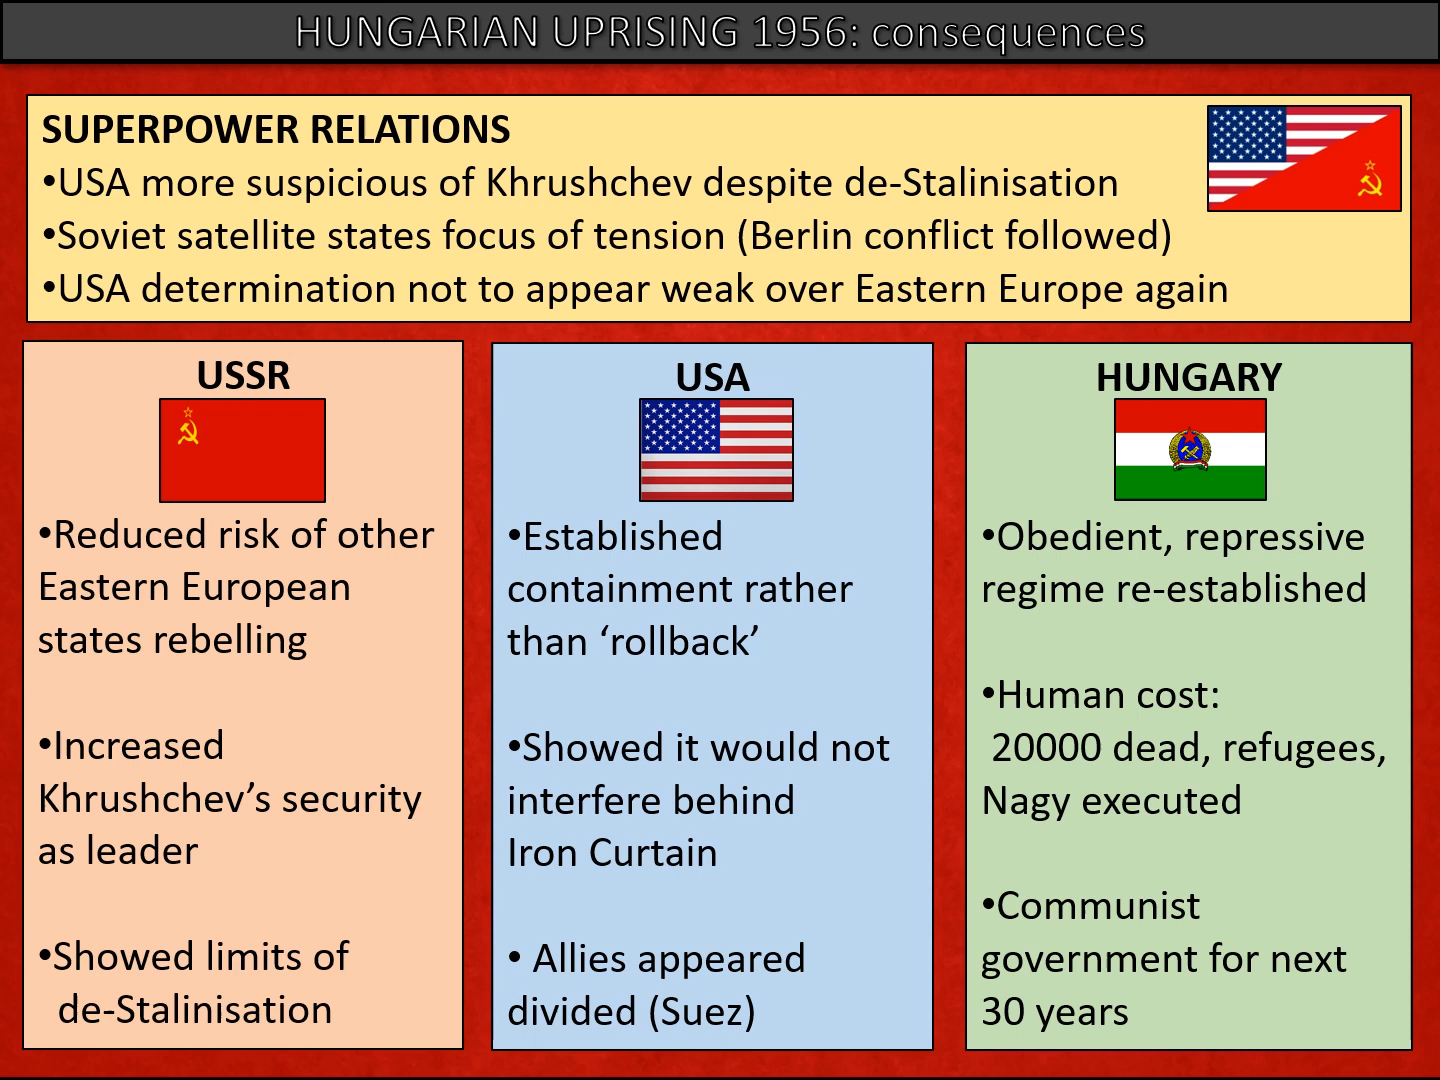 HUNGARIAN UPRISING 1956: consequences
SUPERPOWER RELATIONS
•USA more suspicious of Khrushchev despite de-Stalinisation
•Soviet satellite states focus of tension (Berlin conflict followed)
•USA determination not to appear weak over Eastern Europe again
USSR
•Reduced risk of other
Eastern European
states rebelling
•Increased
Khrushchev’s security
as leader
•Showed limits of
de-Stalinisation
USA
•Established
containment rather
than ‘rollback’
•Showed it would not
interfere behind
Iron Curtain
• Allies appeared
divided (Suez)
HUNGARY
•Obedient, repressive
regime re-established
•Human cost:
20000 dead, refugees,
Nagy executed
•Communist
government for next
30 years